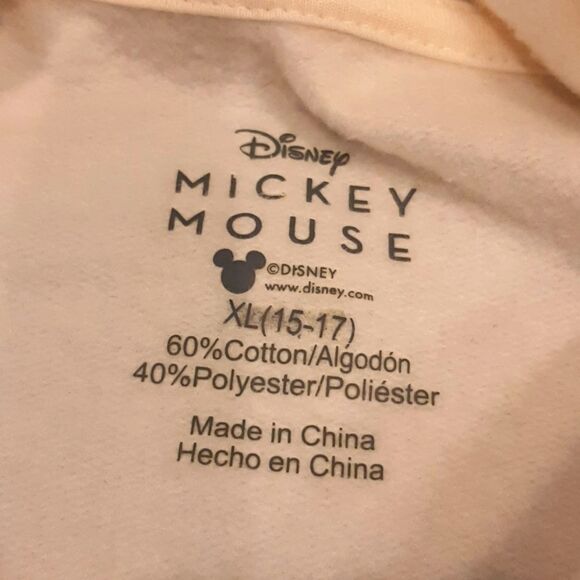 Disney
MICKEY
MOUSE
©DISNEY
www.disney.com
XL(15-17)
60%Cotton/Algodón
40%Polyester/Poliéster
Made in China
Hecho en China